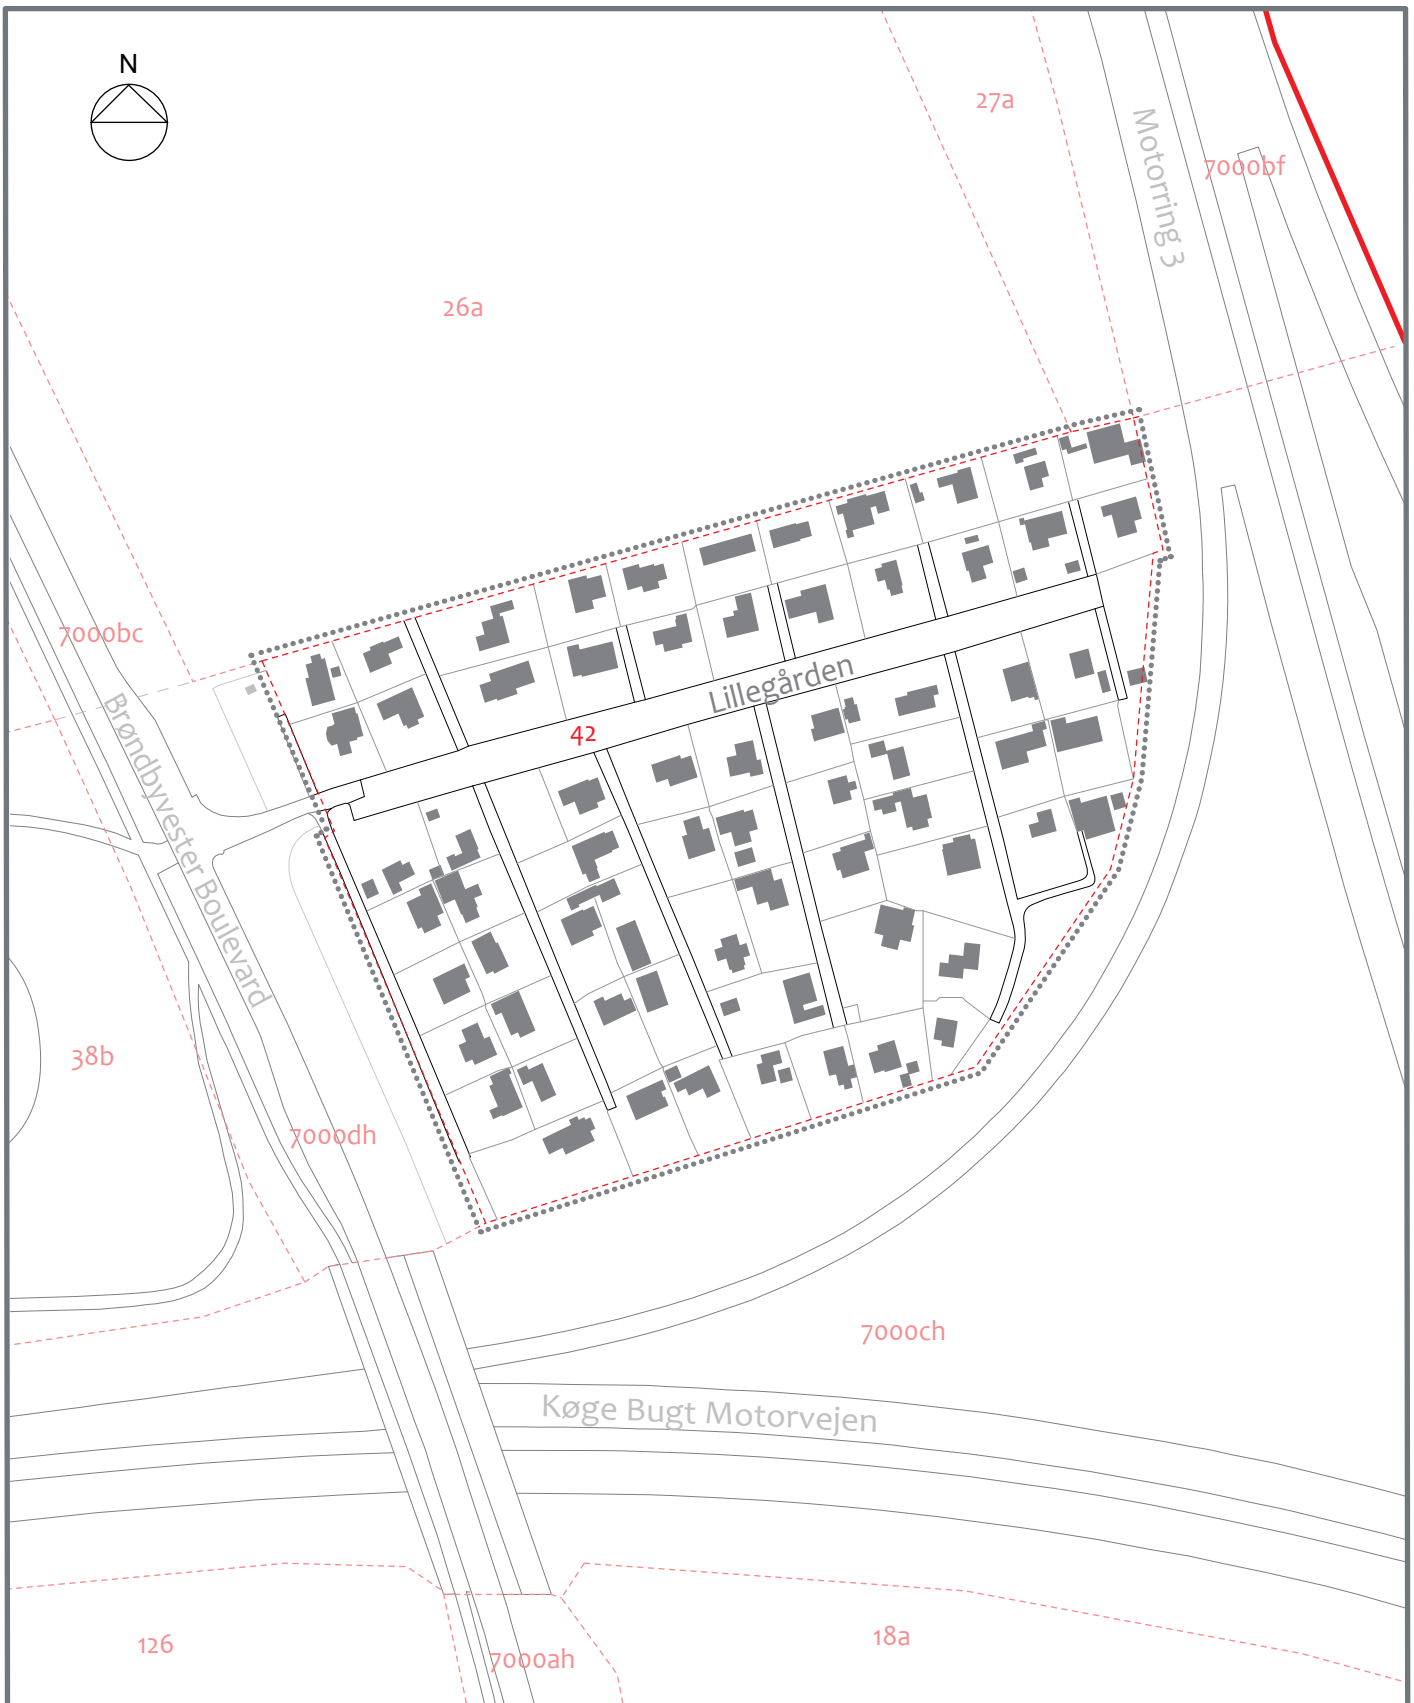 N
27a
Motorring 3
7000bf
26a
7000bc
Brøndbyvester Boulevard
Lillegården
42
38b
7000dh
7000ch
Køge Bugt Motorvejen
126
7000ah
18a